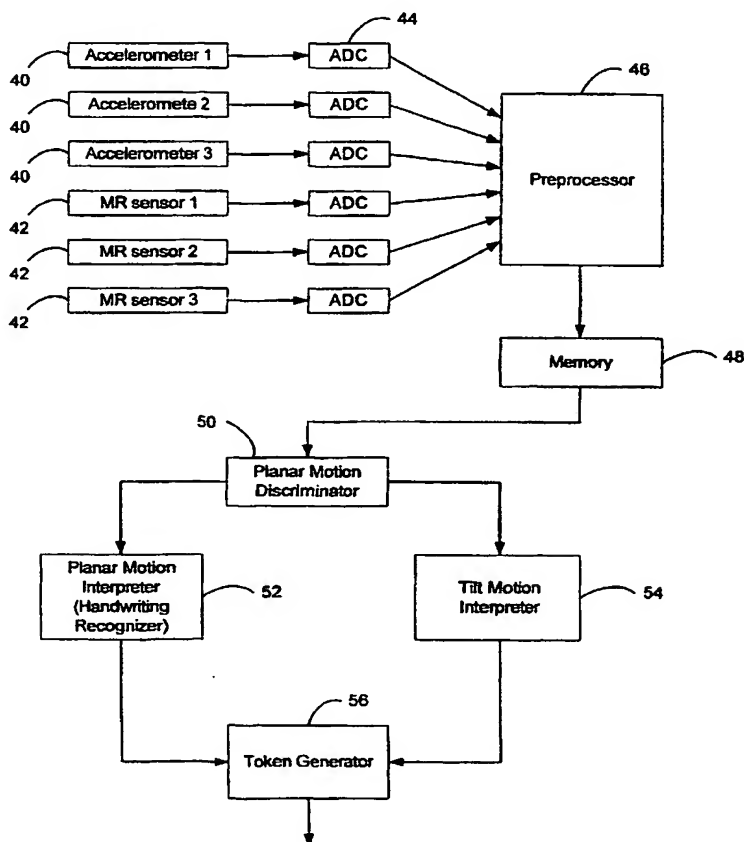 44
Accelerometer 1
ADC
46
40
Acceleromete 2
ADC
40
Accelerometer 3
ADC
Preprocessor
40
MR sensor 1
ADC
42
MR sensor 2
ADC
42
MR sensor 3
ADC
42
Memory
48
50
Planar Motion
Discriminator
Planar Motion
Interpreter
(Handwriting
Recognizer)
52
Tilt Motion
Interpreter
54
56
Token Generator